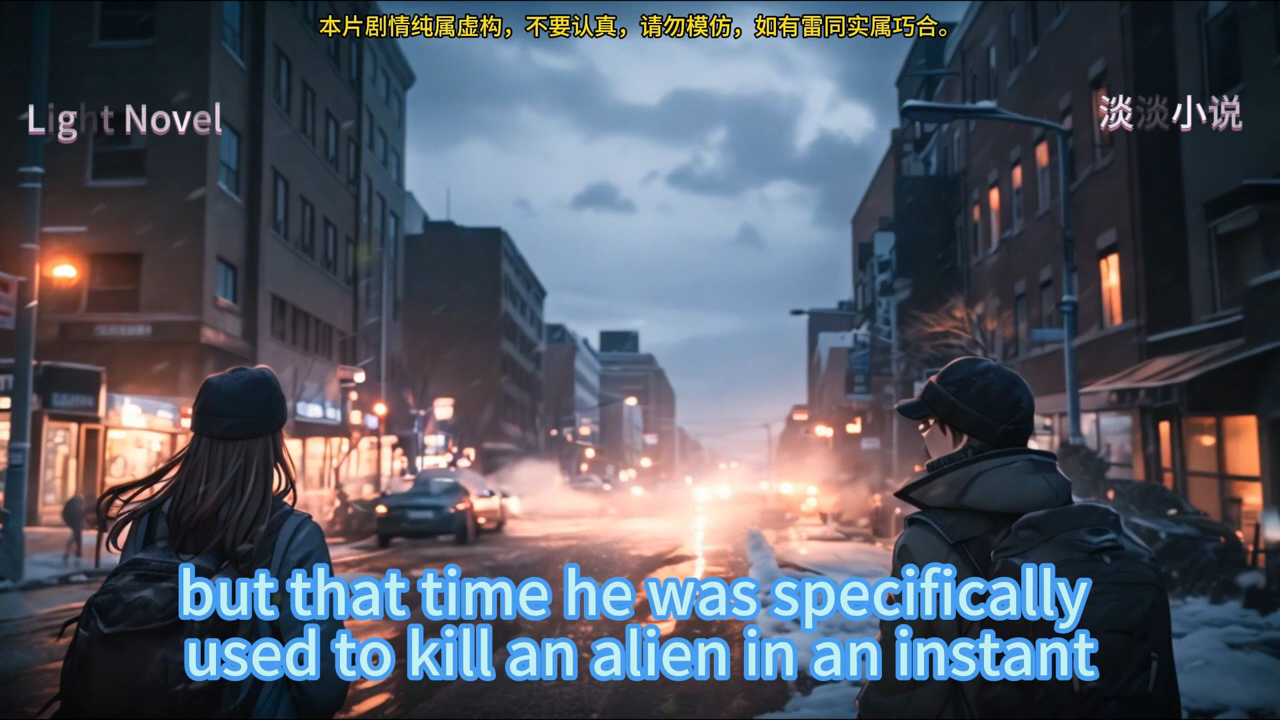 本片剧情纯属虚构，不要认真，请勿模仿，如有雷同实属巧合。
Light Novel
淡淡小说
but that time he was specifically
used to kill an alien in an instant